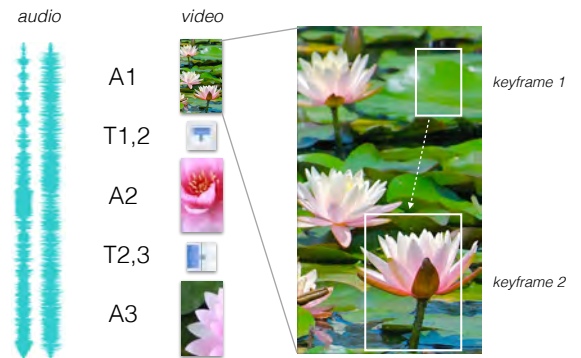 audio
video
A1
keyframe 1
T1,2
A2
T2,3
keyframe 2
A3